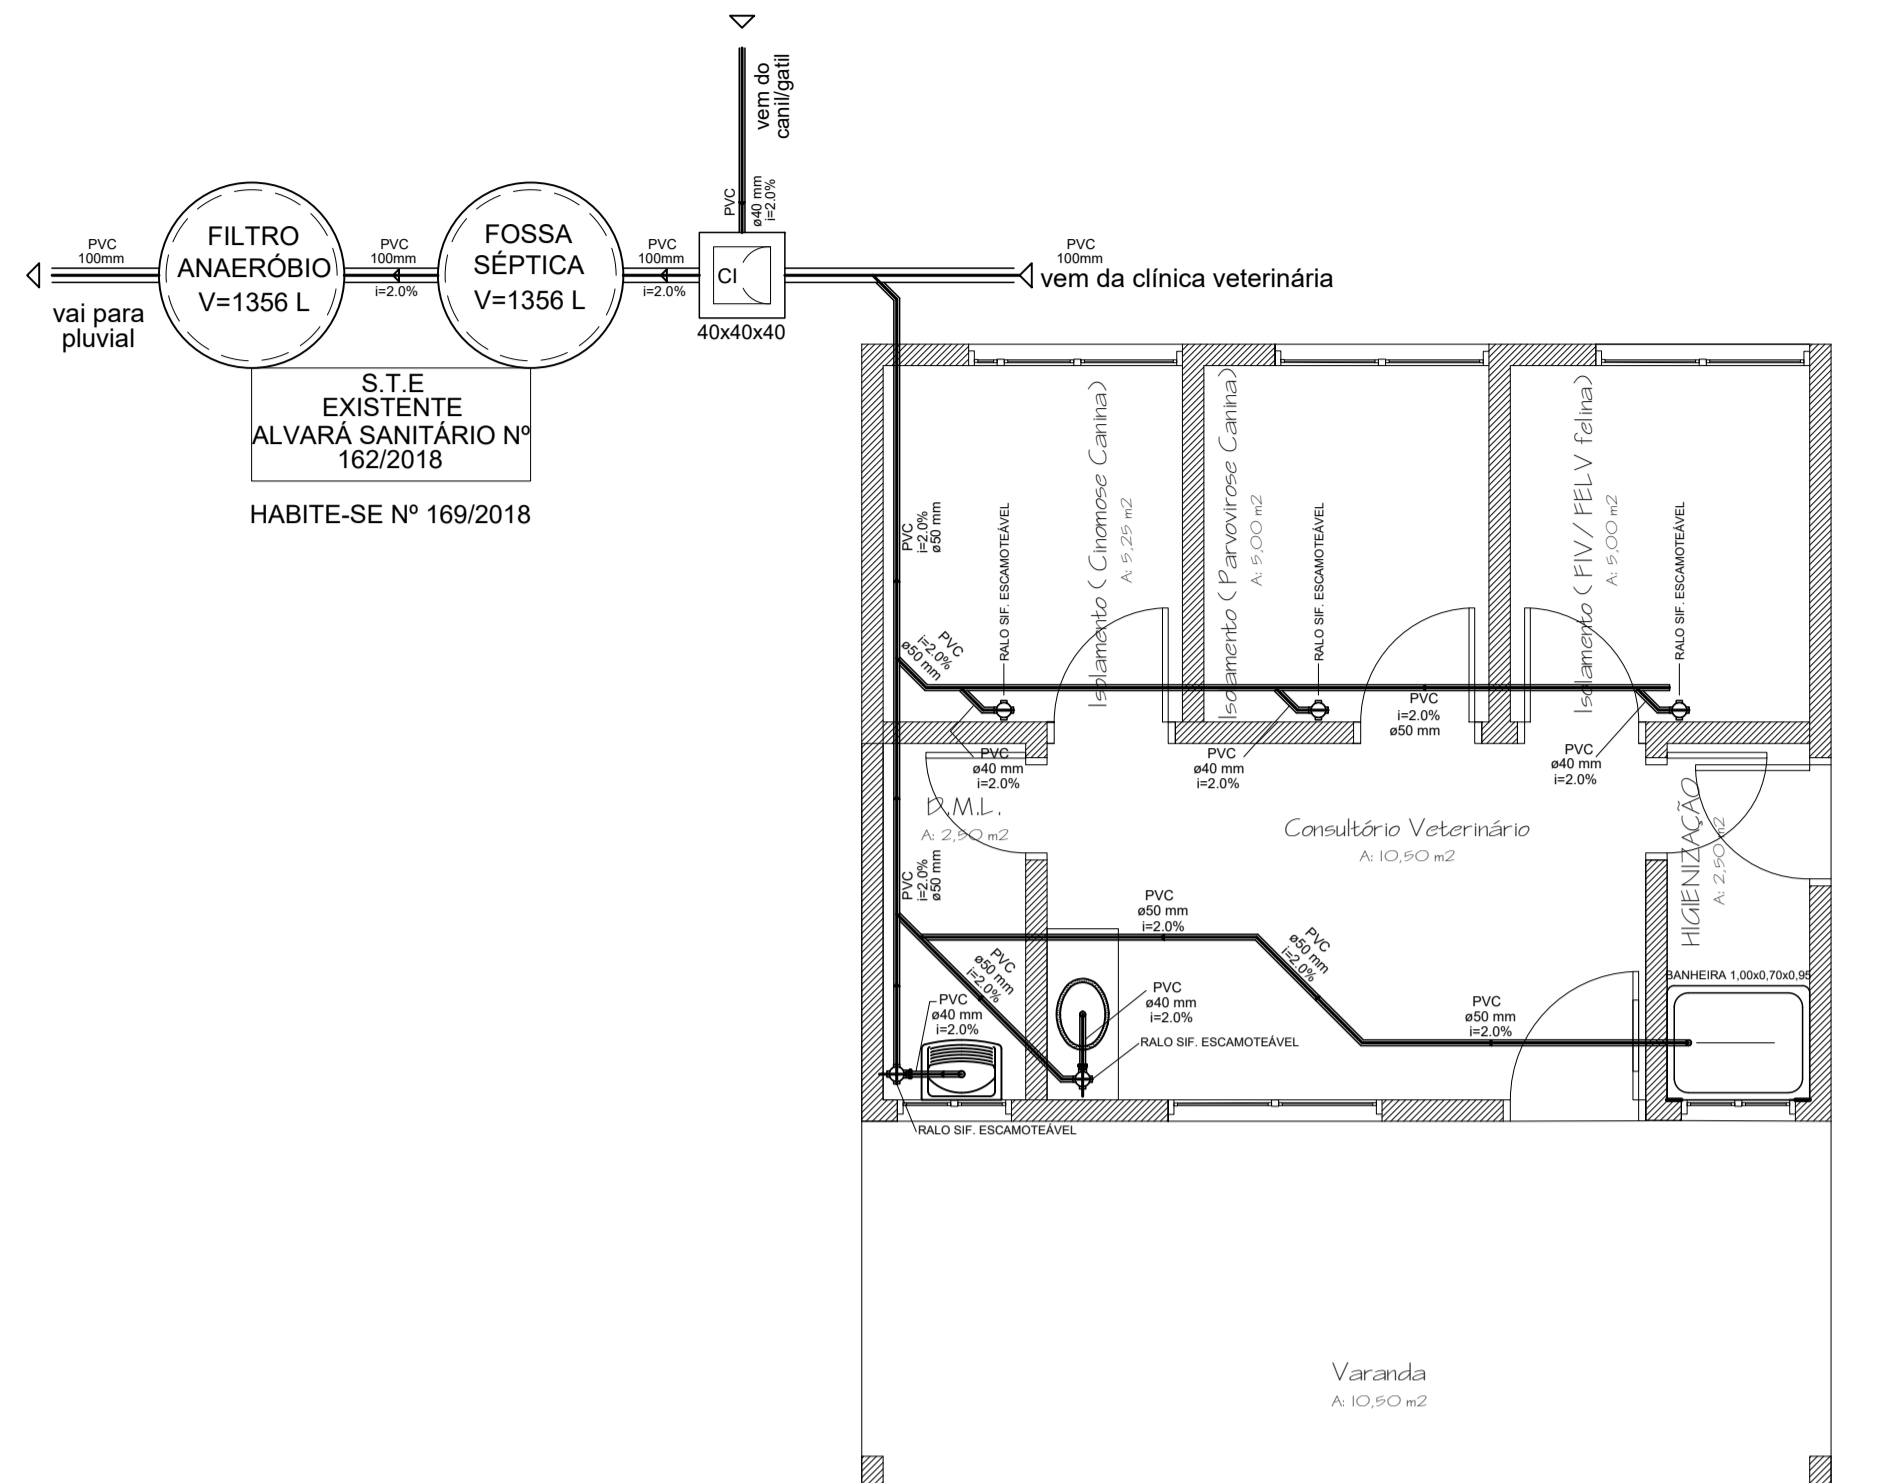 vem do
canil/gatil
PVC
ø40 mm
i=2.0%
FILTRO
ANAERÓBIO
V=1356 L
FOSSA
SÉPTICA
V=1356 L
PVC
100mm
PVC
100mm
i=2.0%
PVC
100mm
i=2.0%
CI
40x40x40
PVC
100mm
vem da clínica veterinária
vai para
pluvial
S.T.E
EXISTENTE
ALVARÁ SANITÁRIO Nº
162/2018
HABITE-SE Nº 169/2018
PVC
i=2.0%
ø50 mm
RALO SIF. ESCAMOTEÁVEL
Isolamento ( Cinomose Canina)
A: 5,25 m2
Isolamento ( Parvovirose Canina)
A: 5,00 m2
RALO SIF. ESCAMOTEÁVEL
Isolamento ( FIV/ FELV felina)
A: 5,00 m2
RALO SIF. ESCAMOTEÁVEL
PVC
i=2.0%
ø50 mm
PVC
i=2.0%
ø50 mm
PVC
ø40 mm
i=2.0%
PVC
ø40 mm
i=2.0%
PVC
ø40 mm
i=2.0%
D.M.L.
A: 2,50 m2
Consultório Veterinário
A: 10,50 m2
HIGIENIZAÇÃO
A: 2,50 m2
PVC
i=2.0%
ø50 mm
PVC
ø50 mm
i=2.0%
PVC
ø50 mm
i=2.0%
PVC
ø50 mm
i=2.0%
PVC
ø40 mm
i=2.0%
PVC
ø40 mm
i=2.0%
PVC
ø50 mm
i=2.0%
BANHEIRA 1,00x0,70x0,95
RALO SIF. ESCAMOTEÁVEL
RALO SIF. ESCAMOTEÁVEL
Varanda
A: 10,50 m2